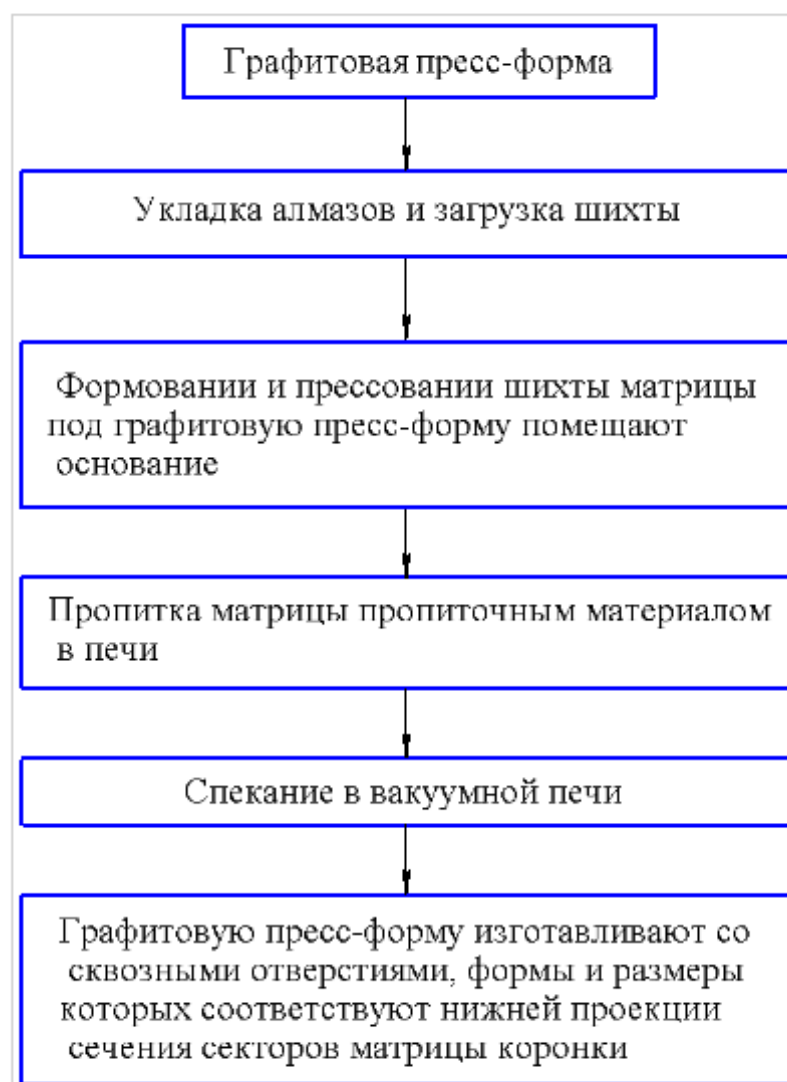 Графитовая пресс-форма
Укладка алмазов и загрузка шихты
Формовании и прессовании шихты матрицы
под графитовую пресс-форму помещают
основание
Пропитка матрицы пропиточным материалом
в печи
Спекание в вакуумной печи
Графитовую пресс-форму изготавливают со
сквозными отверстиями, формы и размеры
которых соответствуют нижней проекции
сечения секторов матрицы коронки